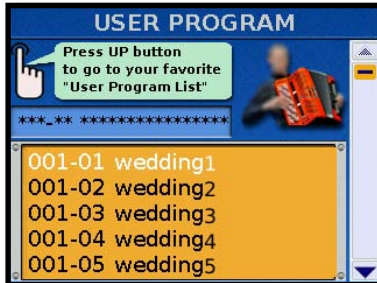 USER PROGRAM
Press UP button
to go to your favorite
"User Program List"
***_** ****************
001-01 wedding1
001-02 wedding2
001-03 wedding3
001-04 wedding4
001-05 wedding5